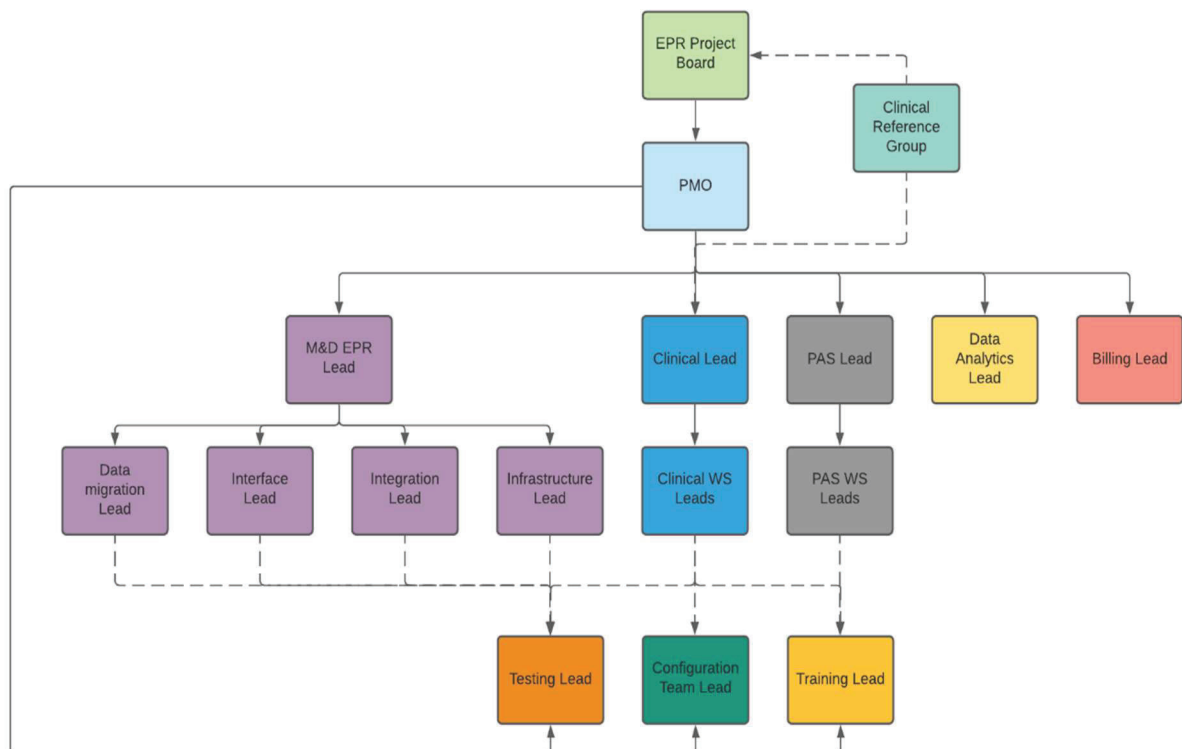 EPR Project
Board
Clinical
Reference
Group
PMO
M&D EPR
Lead
Clinical Lead
PAS Lead
Data
Analytics
Lead
Billing Lead
Data
migration
Lead
Interface
Lead
Integration
Lead
Infrastructure
Lead
Clinical WS
Leads
PAS WS
Leads
Testing Lead
Configuration
Team Lead
Training Lead